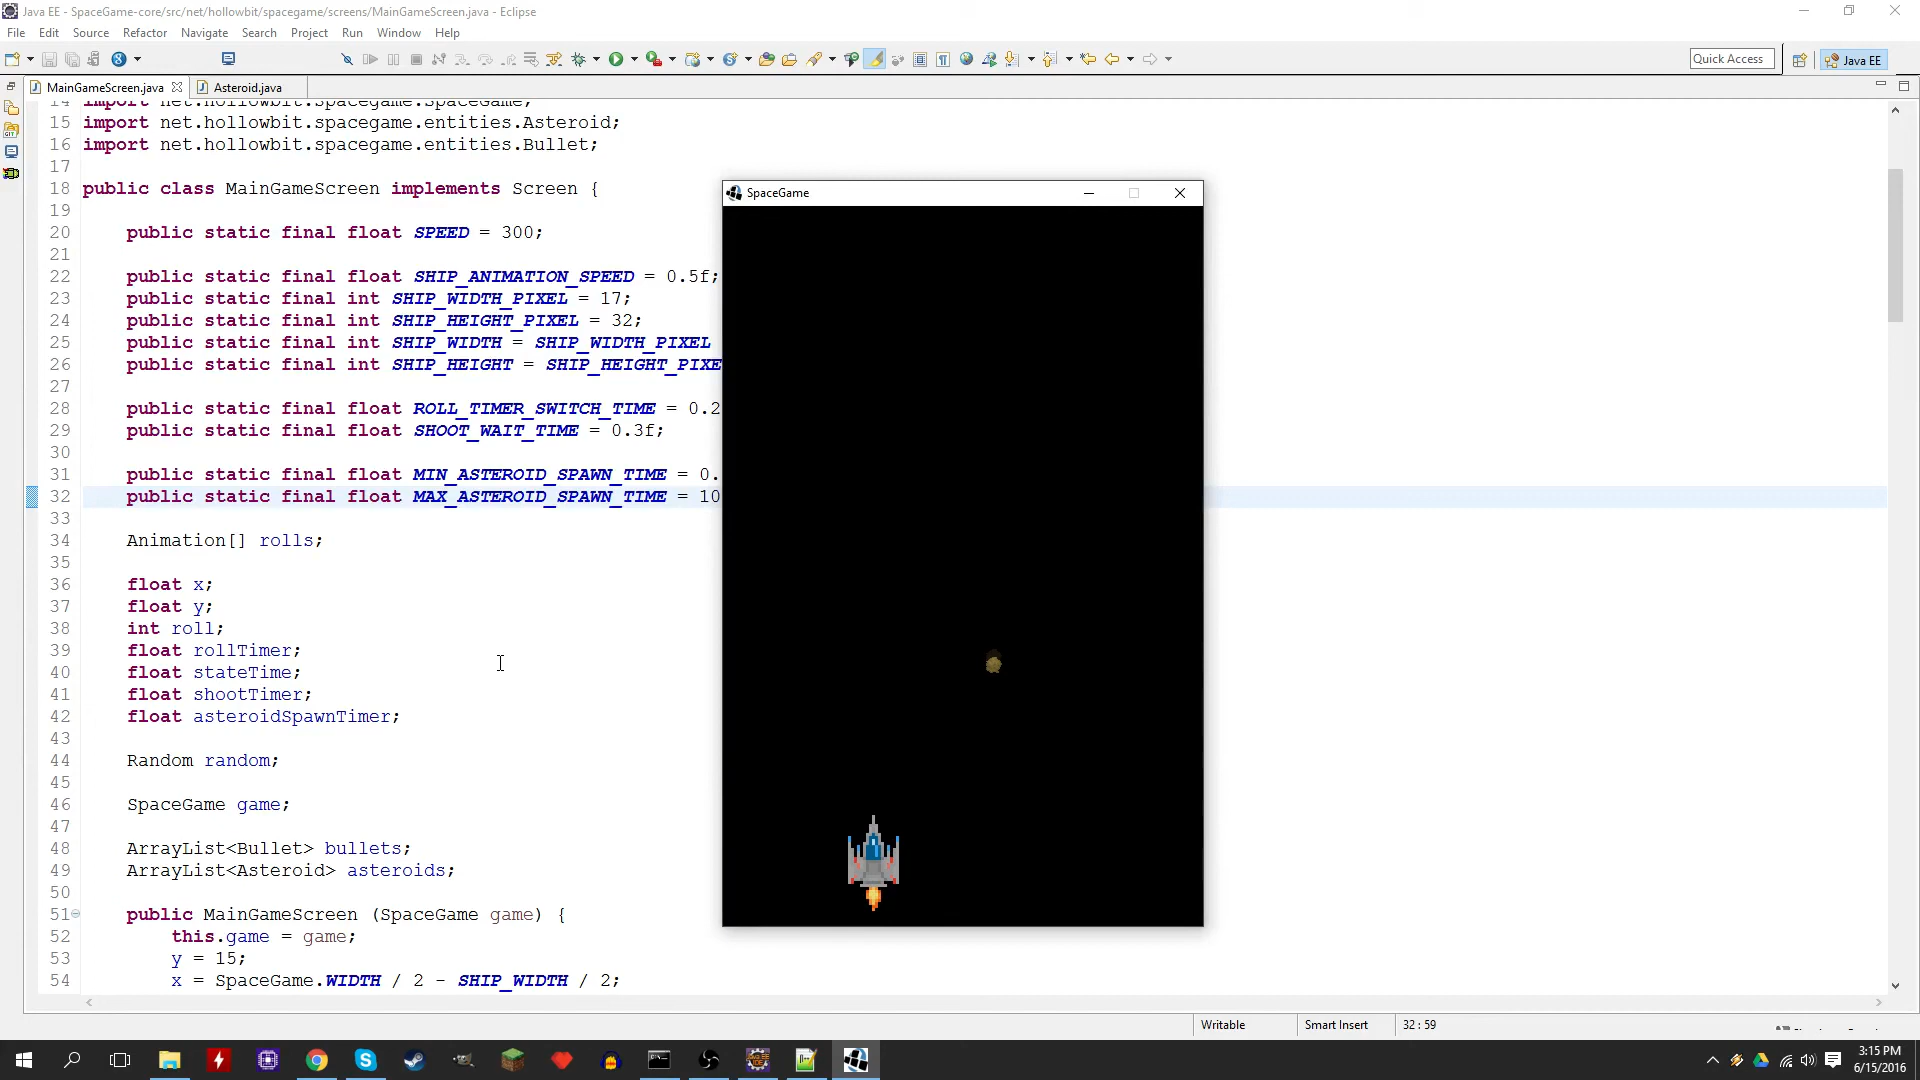 Java EE - SpaceGame-core/src/net/hollowbit/spacegame/screens/MainGameScreen.java - Eclipse
File Edit Source Refactor Navigate Search Project Run Window Help
Quick Access
Java EE
MainGameScreen.java
Asteroid.java
14 import net.hollowbit.spacegame.SpaceGame;
15 import net.hollowbit.spacegame.entities.Asteroid;
16 import net.hollowbit.spacegame.entities.Bullet;
17
18 public class MainGameScreen implements Screen {
19
20 public static final float SPEED = 300;
21
22 public static final float SHIP_ANIMATION_SPEED = 0.5f;
23 public static final int SHIP_WIDTH_PIXEL = 17;
24 public static final int SHIP_HEIGHT_PIXEL = 32;
25 public static final int SHIP_WIDTH = SHIP_WIDTH_PIXEL
26 public static final int SHIP_HEIGHT = SHIP_HEIGHT_PIXE
27
28 public static final float ROLL_TIMER_SWITCH_TIME = 0.2
29 public static final float SHOOT_WAIT_TIME = 0.3f;
30
31 public static final float MIN_ASTEROID_SPAWN_TIME = 0.
32 public static final float MAX_ASTEROID_SPAWN_TIME = 10
33
34 Animation[] rolls;
35
36 float x;
37 float y;
38 int roll;
39 float rollTimer;
40 float stateTime;
41 float shootTimer;
42 float asteroidSpawnTimer;
43
44 Random random;
45
46 SpaceGame game;
47
48 ArrayList<Bullet> bullets;
49 ArrayList<Asteroid> asteroids;
50
51 public MainGameScreen (SpaceGame game) {
52 this.game = game;
53 y = 15;
54 x = SpaceGame.WIDTH / 2 - SHIP_WIDTH / 2;
SpaceGame
Writable
Smart Insert
32 : 59
3:15 PM
6/15/2016